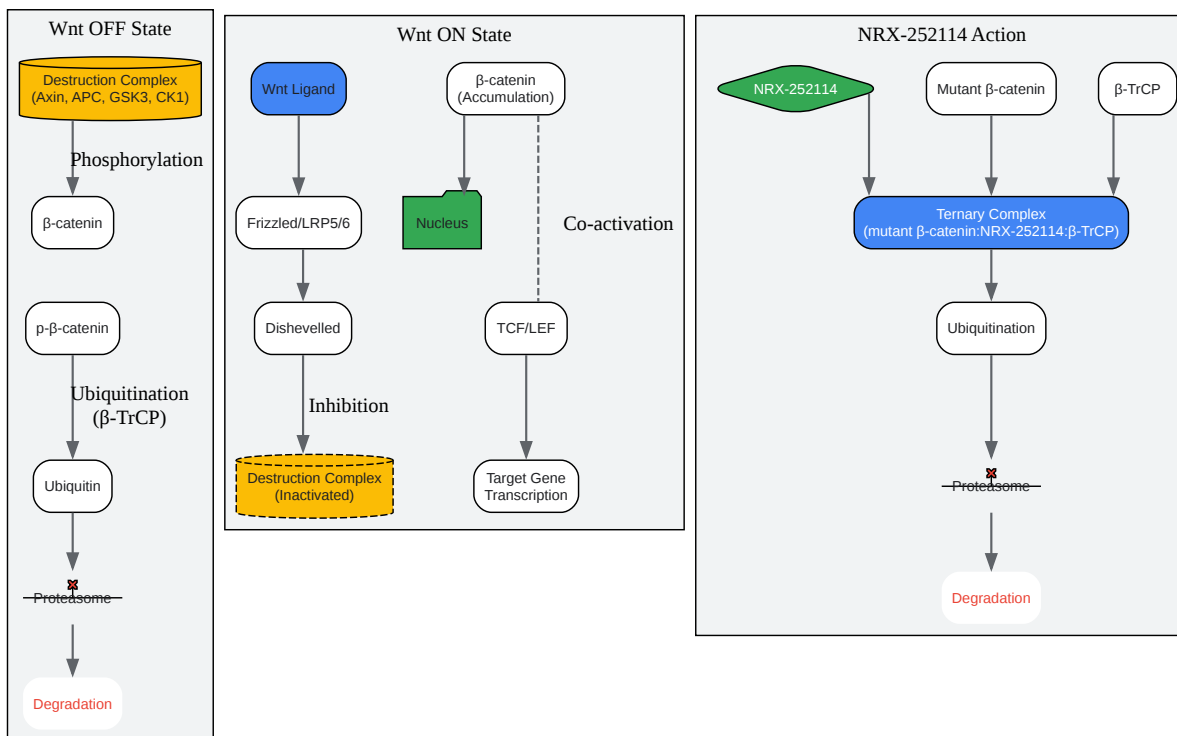 Wnt OFF State
Destruction Complex
(Axin, APC, GSK3, CK1)
Phosphorylation
β-catenin
p-β-catenin
Ubiquitination
(β-TrCP)
Ubiquitin
Proteasome
Degradation
Wnt ON State
Wnt Ligand
β-catenin
(Accumulation)
Frizzled/LRP5/6
Nucleus
Co-activation
Dishevelled
TCF/LEF
Inhibition
Destruction Complex
(Inactivated)
Target Gene
Transcription
NRX-252114 Action
NRX-252114
Mutant β-catenin
β-TrCP
Ternary Complex
(mutant β-catenin:NRX-252114:β-TrCP)
Ubiquitination
Proteasome
Degradation